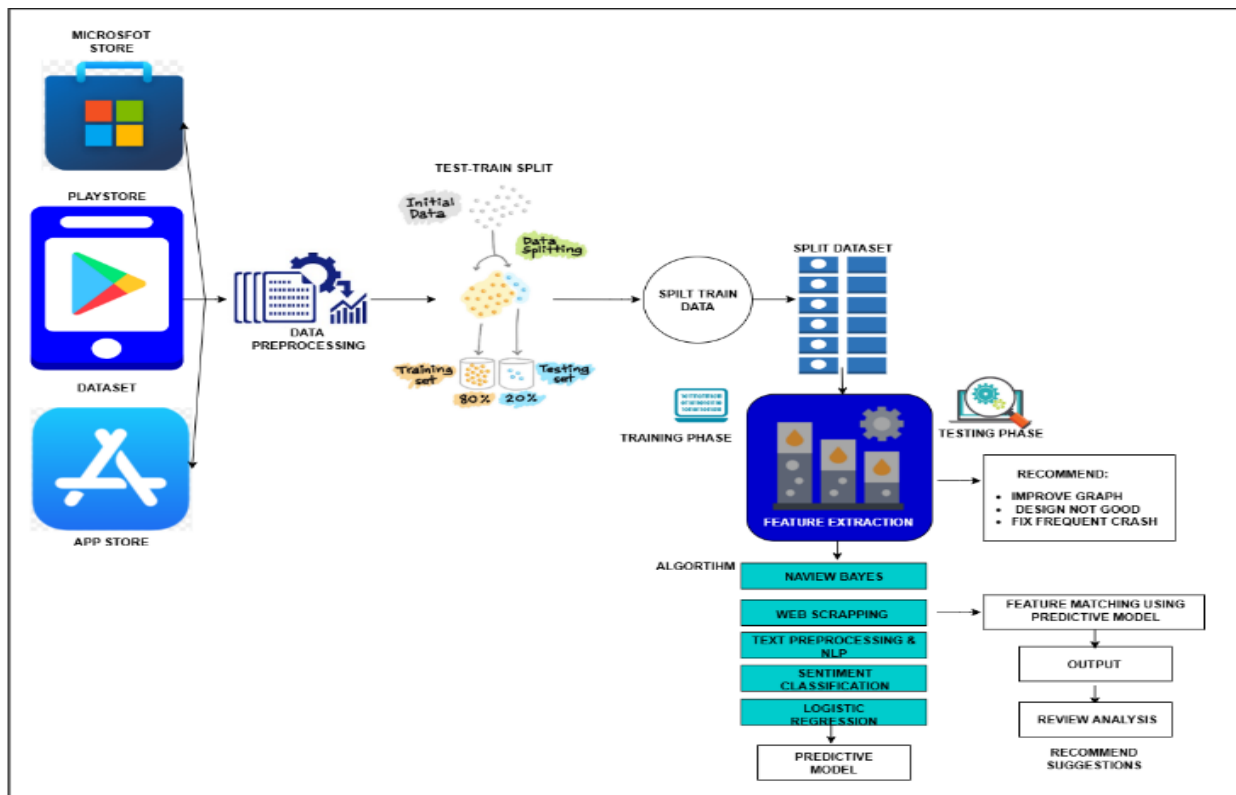 MICROSFOT
STORE
PLAYSTORE
DATASET
APP STORE
DATA
PREPROCESSING
TEST-TRAIN SPLIT
Initial
Data
Data
Splitting
Training
set
Testing
set
80%
20%
SPILT TRAIN
DATA
SPLIT DATASET
TRAINING PHASE
TESTING PHASE
FEATURE EXTRACTION
RECOMMEND:
• IMPROVE GRAPH
• DESIGN NOT GOOD
• FIX FREQUENT CRASH
ALGORTIHM
NAVIEW BAYES
WEB SCRAPPING
TEXT PREPROCESSING &
NLP
SENTIMENT
CLASSIFICATION
LOGISTIC
REGRESSION
PREDICTIVE
MODEL
FEATURE MATCHING USING
PREDICTIVE MODEL
OUTPUT
REVIEW ANALYSIS
RECOMMEND
SUGGESTIONS